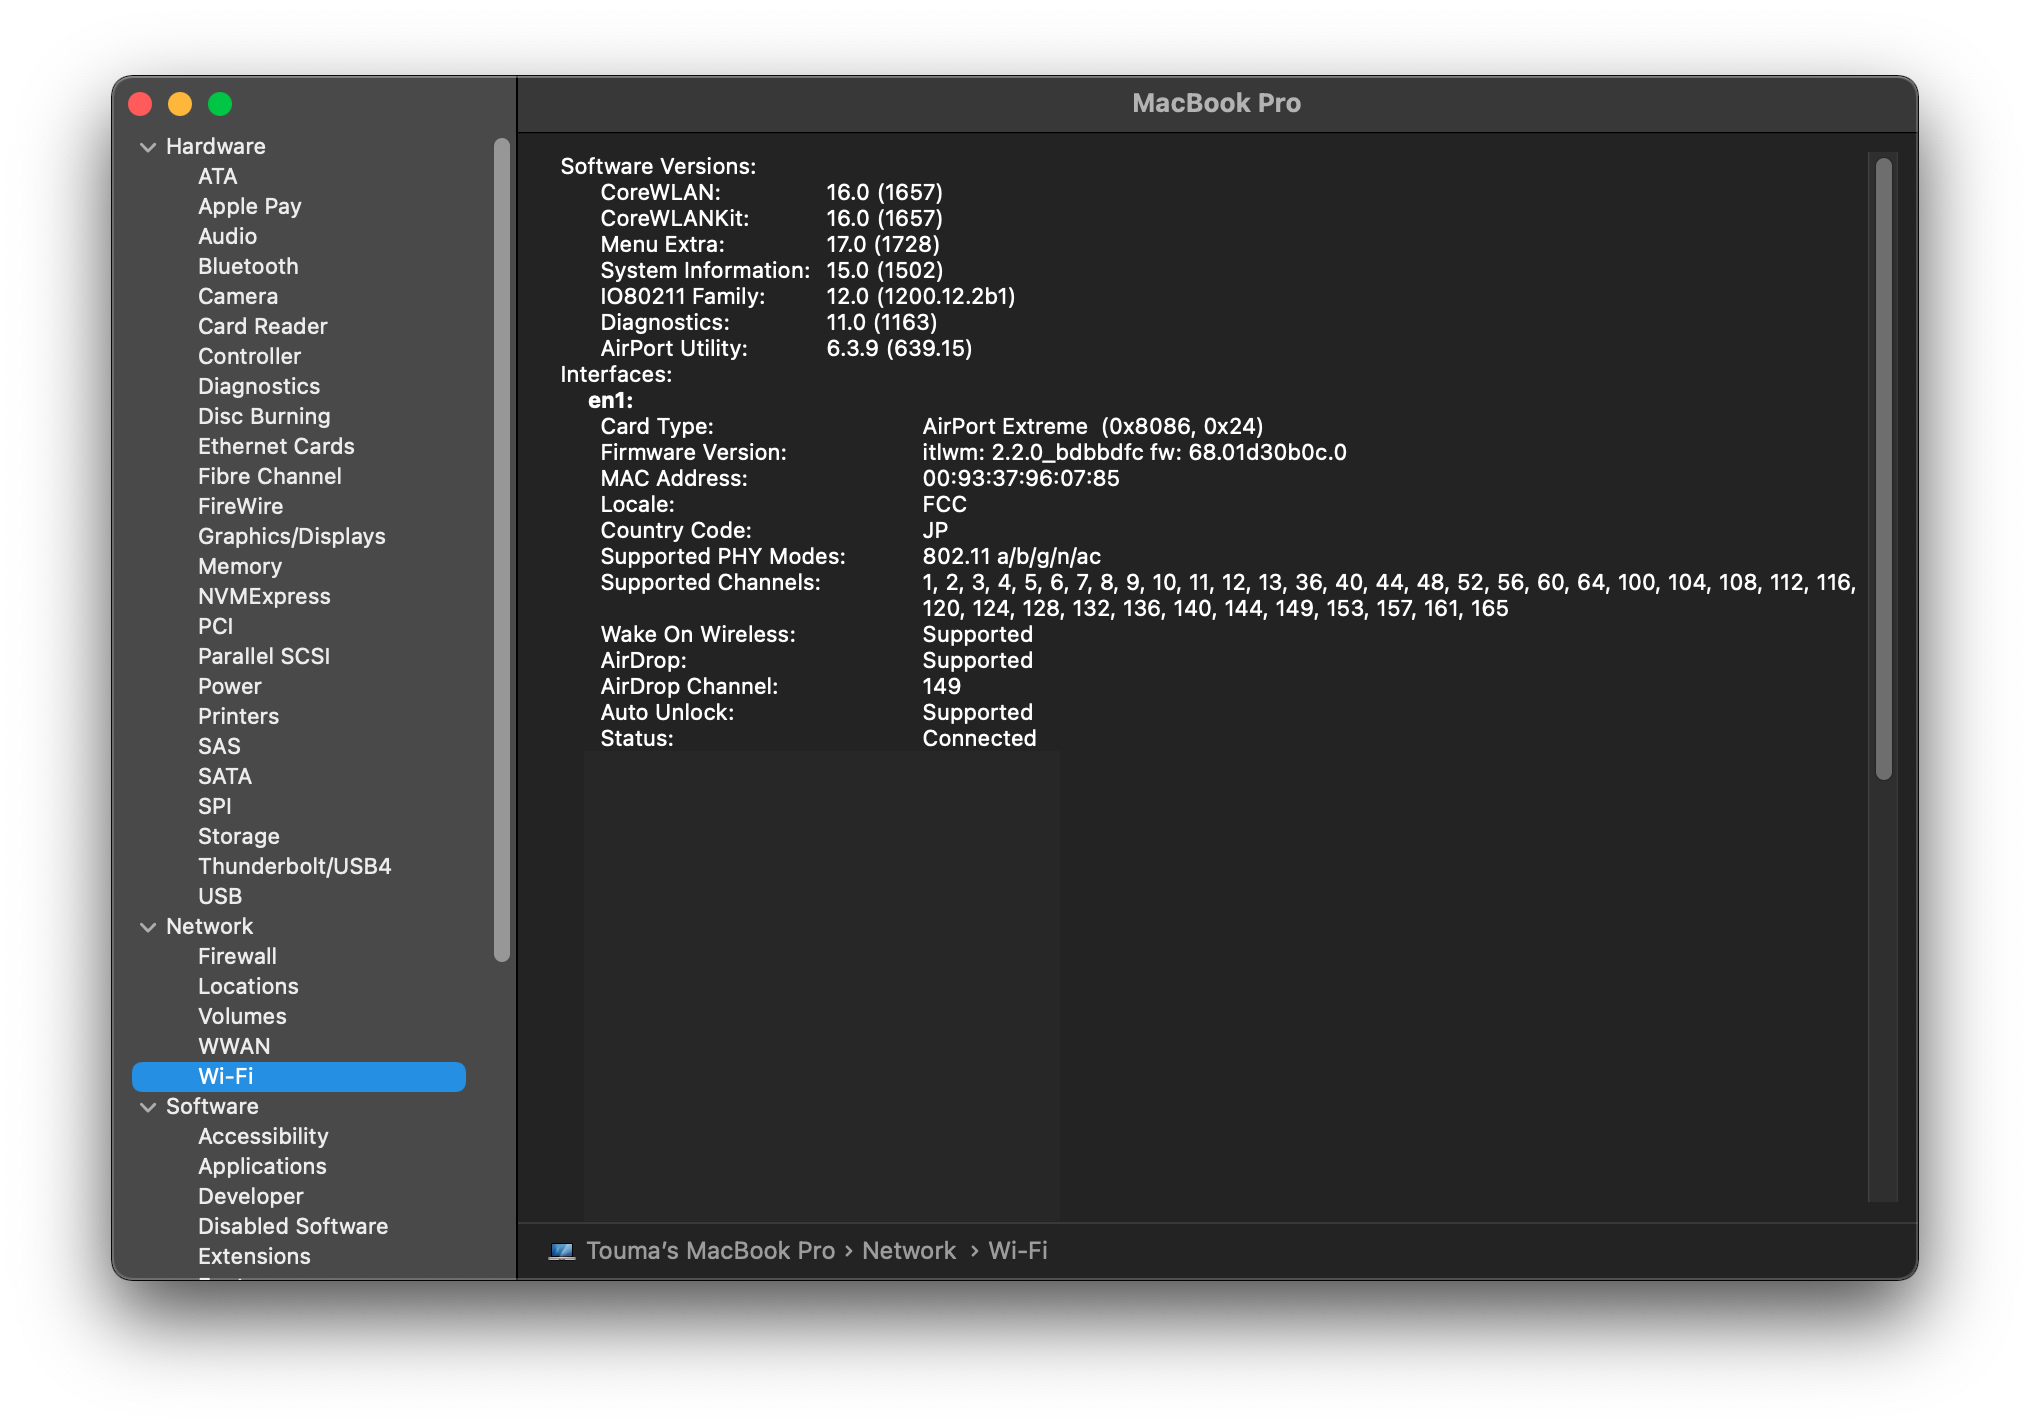 MacBook Pro
Hardware
ATA
Apple Pay
Audio
Bluetooth
Camera
Card Reader
Controller
Diagnostics
Disc Burning
Ethernet Cards
Fibre Channel
FireWire
Graphics/Displays
Memory
NVMExpress
PCI
Parallel SCSI
Power
Printers
SAS
SATA
SPI
Storage
Thunderbolt/USB4
USB
Network
Firewall
Locations
Volumes
WWAN
Wi-Fi
Software
Accessibility
Applications
Developer
Disabled Software
Extensions
Software Versions:
CoreWLAN: 16.0 (1657)
CoreWLANKit: 16.0 (1657)
Menu Extra: 17.0 (1728)
System Information: 15.0 (1502)
IO80211 Family: 12.0 (1200.12.2b1)
Diagnostics: 11.0 (1163)
AirPort Utility: 6.3.9 (639.15)
Interfaces:
en1:
Card Type: AirPort Extreme (0x8086, 0x24)
Firmware Version: itlwm: 2.2.0_bdbbdfc fw: 68.01d30b0c.0
MAC Address: 00:93:37:96:07:85
Locale: FCC
Country Code: JP
Supported PHY Modes: 802.11 a/b/g/n/ac
Supported Channels: 1, 2, 3, 4, 5, 6, 7, 8, 9, 10, 11, 12, 13, 36, 40, 44, 48, 52, 56, 60, 64, 100, 104, 108, 112, 116,
120, 124, 128, 132, 136, 140, 144, 149, 153, 157, 161, 165
Wake On Wireless: Supported
AirDrop: Supported
AirDrop Channel: 149
Auto Unlock: Supported
Status: Connected
Touma’s MacBook Pro › Network › Wi-Fi